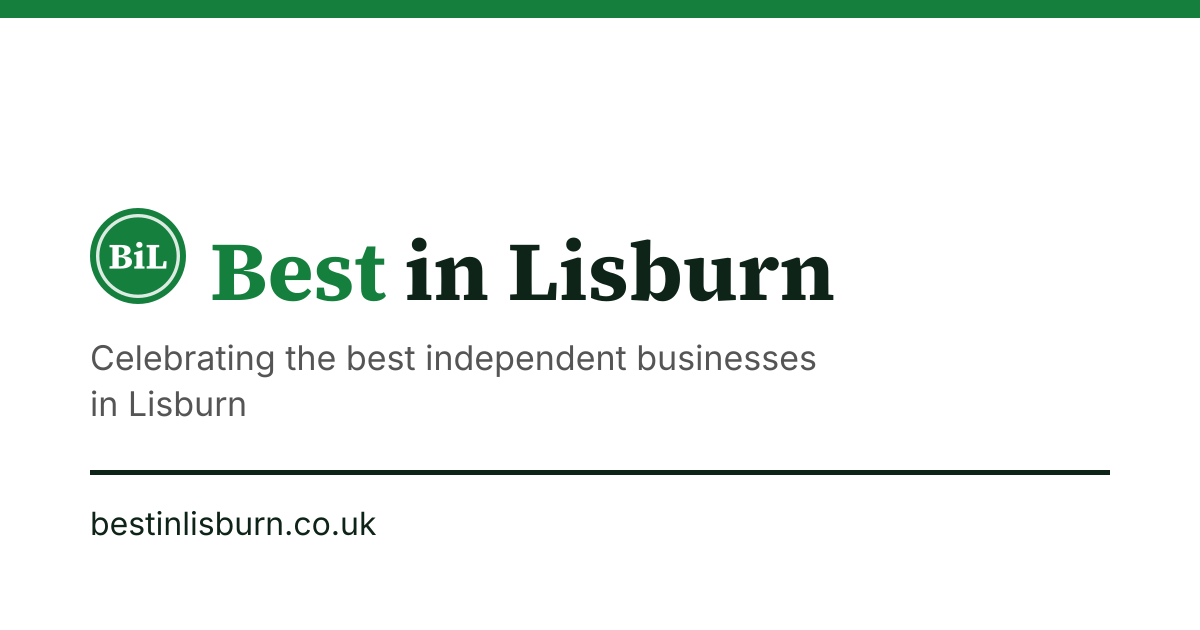 BiL
Best in Lisburn
Celebrating the best independent businesses
in Lisburn
bestinlisburn.co.uk